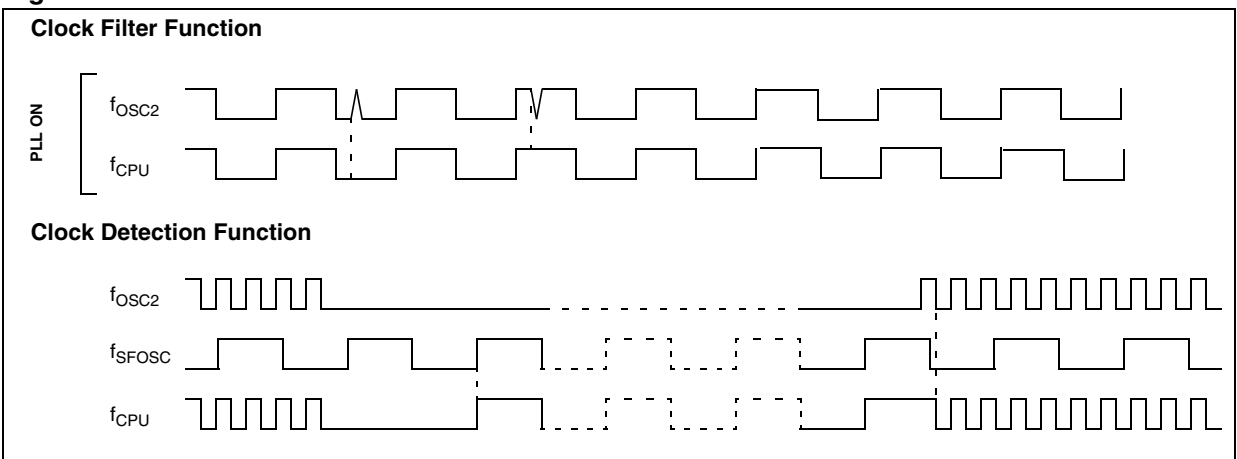 Clock Filter Function
PLL ON
fOSC2
fCPU
Clock Detection Function
fOSC2
fSFOSC
fCPU